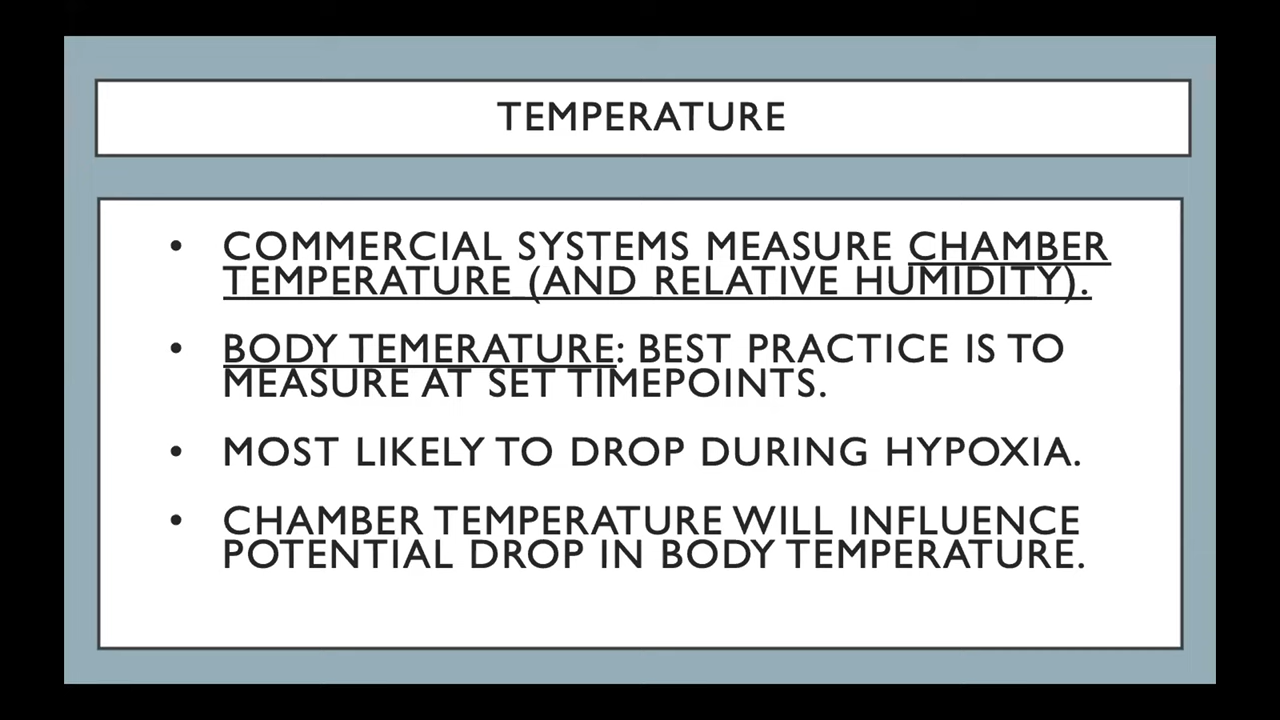 TEMPERATURE
• COMMERCIAL SYSTEMS MEASURE CHAMBER
TEMPERATURE (AND RELATIVE HUMIDITY).
• BODY TEMERATURE: BEST PRACTICE IS TO
MEASURE AT SET TIMEPOINTS.
• MOST LIKELY TO DROP DURING HYPOXIA.
• CHAMBER TEMPERATURE WILL INFLUENCE
POTENTIAL DROP IN BODY TEMPERATURE.